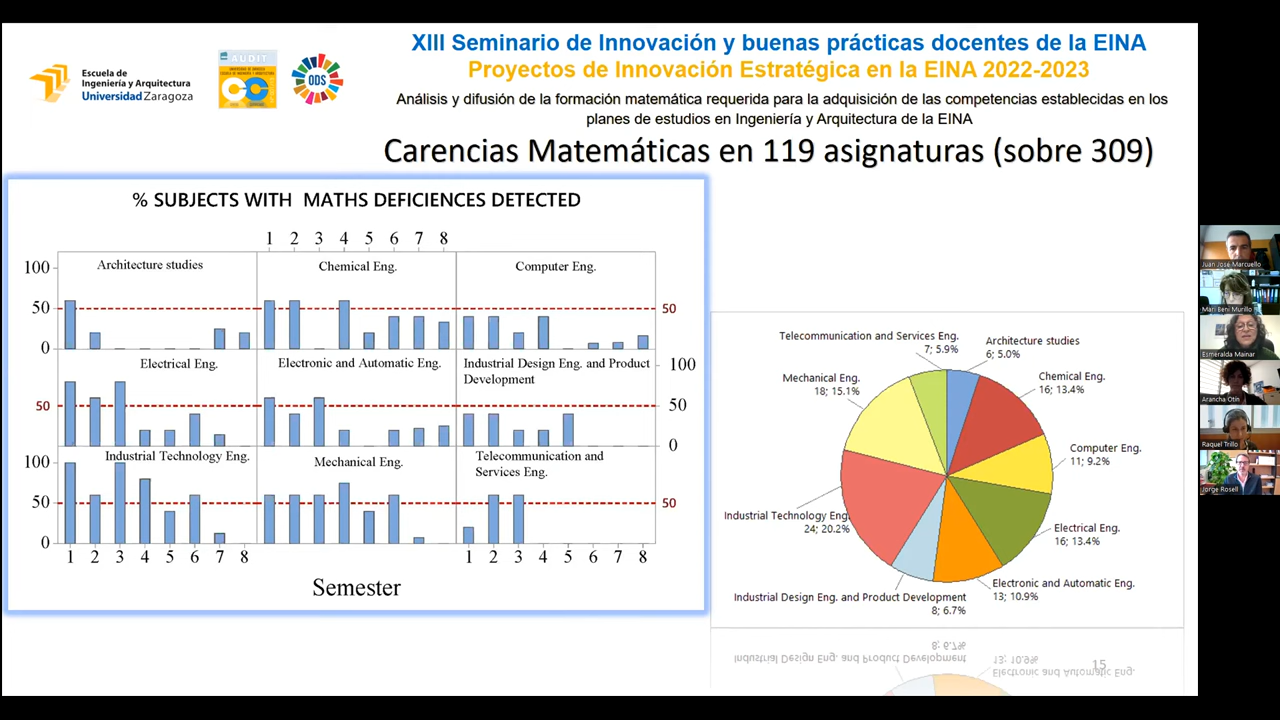 Escuela de
Ingeniería y Arquitectura
Universidad Zaragoza
AUDIT
ODS
XIII Seminario de Innovación y buenas prácticas docentes de la EINA
Proyectos de Innovación Estratégica en la EINA 2022-2023
Análisis y difusión de la formación matemática requerida para la adquisición de las competencias establecidas en los
planes de estudios en Ingeniería y Arquitectura de la EINA
Carencias Matemáticas en 119 asignaturas (sobre 309)
% SUBJECTS WITH MATHS DEFICIENCES DETECTED
1 2 3 4 5 6 7 8
100 Architecture studies Chemical Eng. Computer Eng.
50 50
0
Electrical Eng. Electronic and Automatic Eng. Industrial Design Eng. and Product
Development
100
50 50
0
100 Industrial Technology Eng. Mechanical Eng. Telecommunication and
Services Eng.
50 50
0
1 2 3 4 5 6 7 8 1 2 3 4 5 6 7 8
Semester
Telecommunication and Services Eng.
7; 5.9%
Architecture studies
6; 5.0%
Mechanical Eng.
18; 15.1%
Chemical Eng.
16; 13.4%
Computer Eng.
11; 9.2%
Industrial Technology Eng.
24; 20.2%
Electrical Eng.
16; 13.4%
Electronic and Automatic Eng.
13; 10.9%
Industrial Design Eng. and Product Development
8; 6.7%
15
Juan José Marcuello
Mari Beni Murillo
Esmeralda Mainar
Arancha Otín
Raquel Trillo
Jorge Rosell